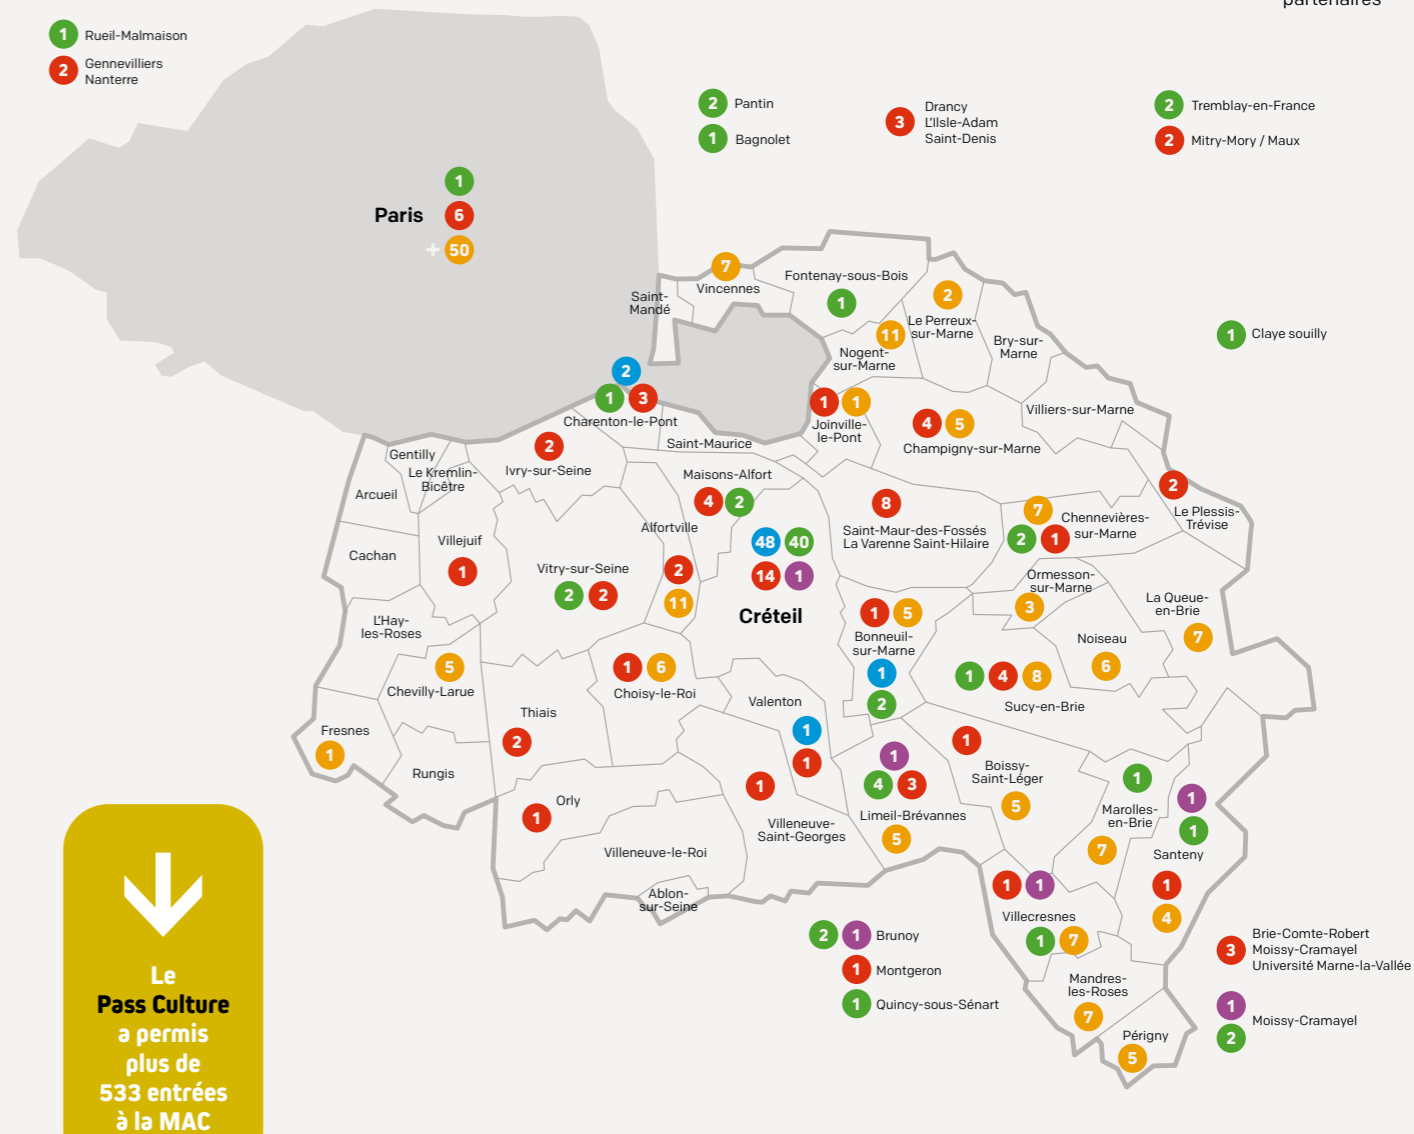 partenaires
1 Rueil-Malmaison
2 Gennevilliers
Nanterre
2 Pantin
1 Bagnolet
3 Drancy
L'Ilsle-Adam
Saint-Denis
2 Tremblay-en-France
2 Mitry-Mory / Maux
1
Paris 6
+ 50
7
Vincennes
Saint-
Mandé
Fontenay-sous-Bois
1
2
Le Perreux-
sur-Marne
11
Nogent-
sur-Marne
Bry-sur-
Marne
1 Claye souilly
2
1 3
Charenton-le-Pont
Saint-Maurice
1 1
Joinville-
le-Pont
4 5
Champigny-sur-Marne
Villiers-sur-Marne
Gentilly
Le Kremlin-
Bicêtre
Arcueil
2
Ivry-sur-Seine
Maisons-Alfort
4 2
8
Saint-Maur-des-Fossés
La Varenne Saint-Hilaire
7
2 1
Chennevières-
sur-Marne
2
Le Plessis-
Trévise
Cachan
Villejuif
1
Vitry-sur-Seine
2 2
Alfortville
2
11
48 40
14 1
Créteil
Ormesson-
sur-Marne
3
La Queue-
en-Brie
7
L'Hay-
les-Roses
5
Chevilly-Larue
1 6
Choisy-le-Roi
1 5
Bonneuil-
sur-Marne
1
2
Noiseau
6
1 4 8
Sucy-en-Brie
Fresnes
1
Rungis
Thiais
2
Valenton
1
1
1
Villeneuve-
Saint-Georges
1
4 3
Limeil-Brévannes
5
1
Boissy-
Saint-Léger
5
1
Marolles-
en-Brie
7
1
1
Santeny
1
4
Orly
1
Villeneuve-le-Roi
Ablon-
sur-Seine
1 1
Villecresnes
1 7
Mandres-
les-Roses
7
Périgny
5
2 1 Brunoy
1 Montgeron
1 Quincy-sous-Sénart
3 Brie-Comte-Robert
Moissy-Cramayel
Université Marne-la-Vallée
1
2
Moissy-Cramayel
Le
Pass Culture
a permis
plus de
533 entrées
à la MAC